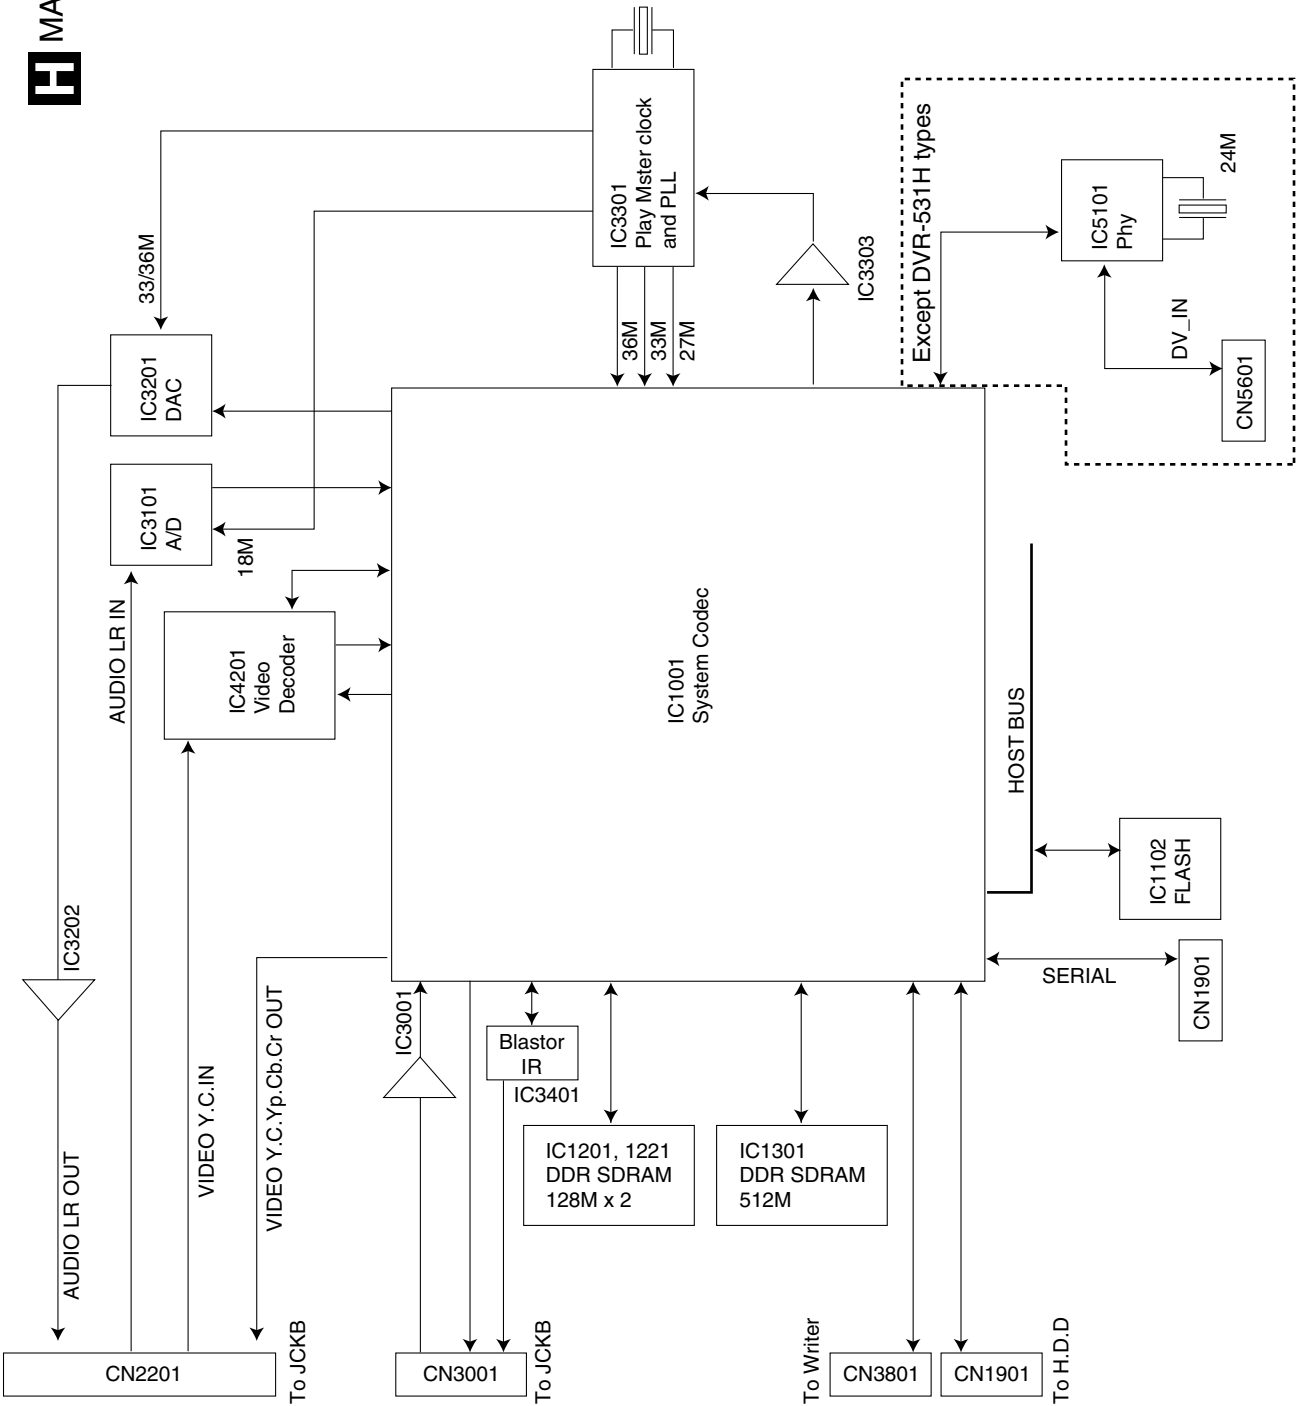 H MA
IC3301
Play Mster clock
and PLL
33/36M
IC3201
DAC
IC3101
A/D
18M
36M
33M
27M
IC3303
Except DVR-531H types
IC5101
Phy
24M
DV_IN
CN5601
AUDIO LR IN
IC4201
Video
Decoder
IC1001
System Codec
HOST BUS
IC1102
FLASH
IC3202
AUDIO LR OUT
VIDEO Y.C.IN
VIDEO Y.C.Yp.Cb.Cr OUT
IC3001
Blastor
IR
IC3401
IC1201, 1221
DDR SDRAM
128M x 2
IC1301
DDR SDRAM
512M
SERIAL
CN1901
CN2201
To JCKB
CN3001
To JCKB
To Writer
CN3801
CN1901
To H.D.D